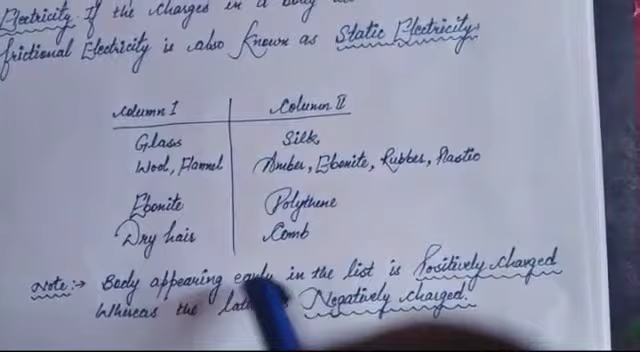 Electricity. If the charges in a body
frictional Electricity is also known as Static Electricity.
Column I Column II
Glass Silk
Wool, Flannel Amber, Ebonite, Rubber, Plastic
Ebonite Polythene
Dry hair Comb
Note:→ Body appearing early in the list is Positively charged
Whereas the Negatively charged.